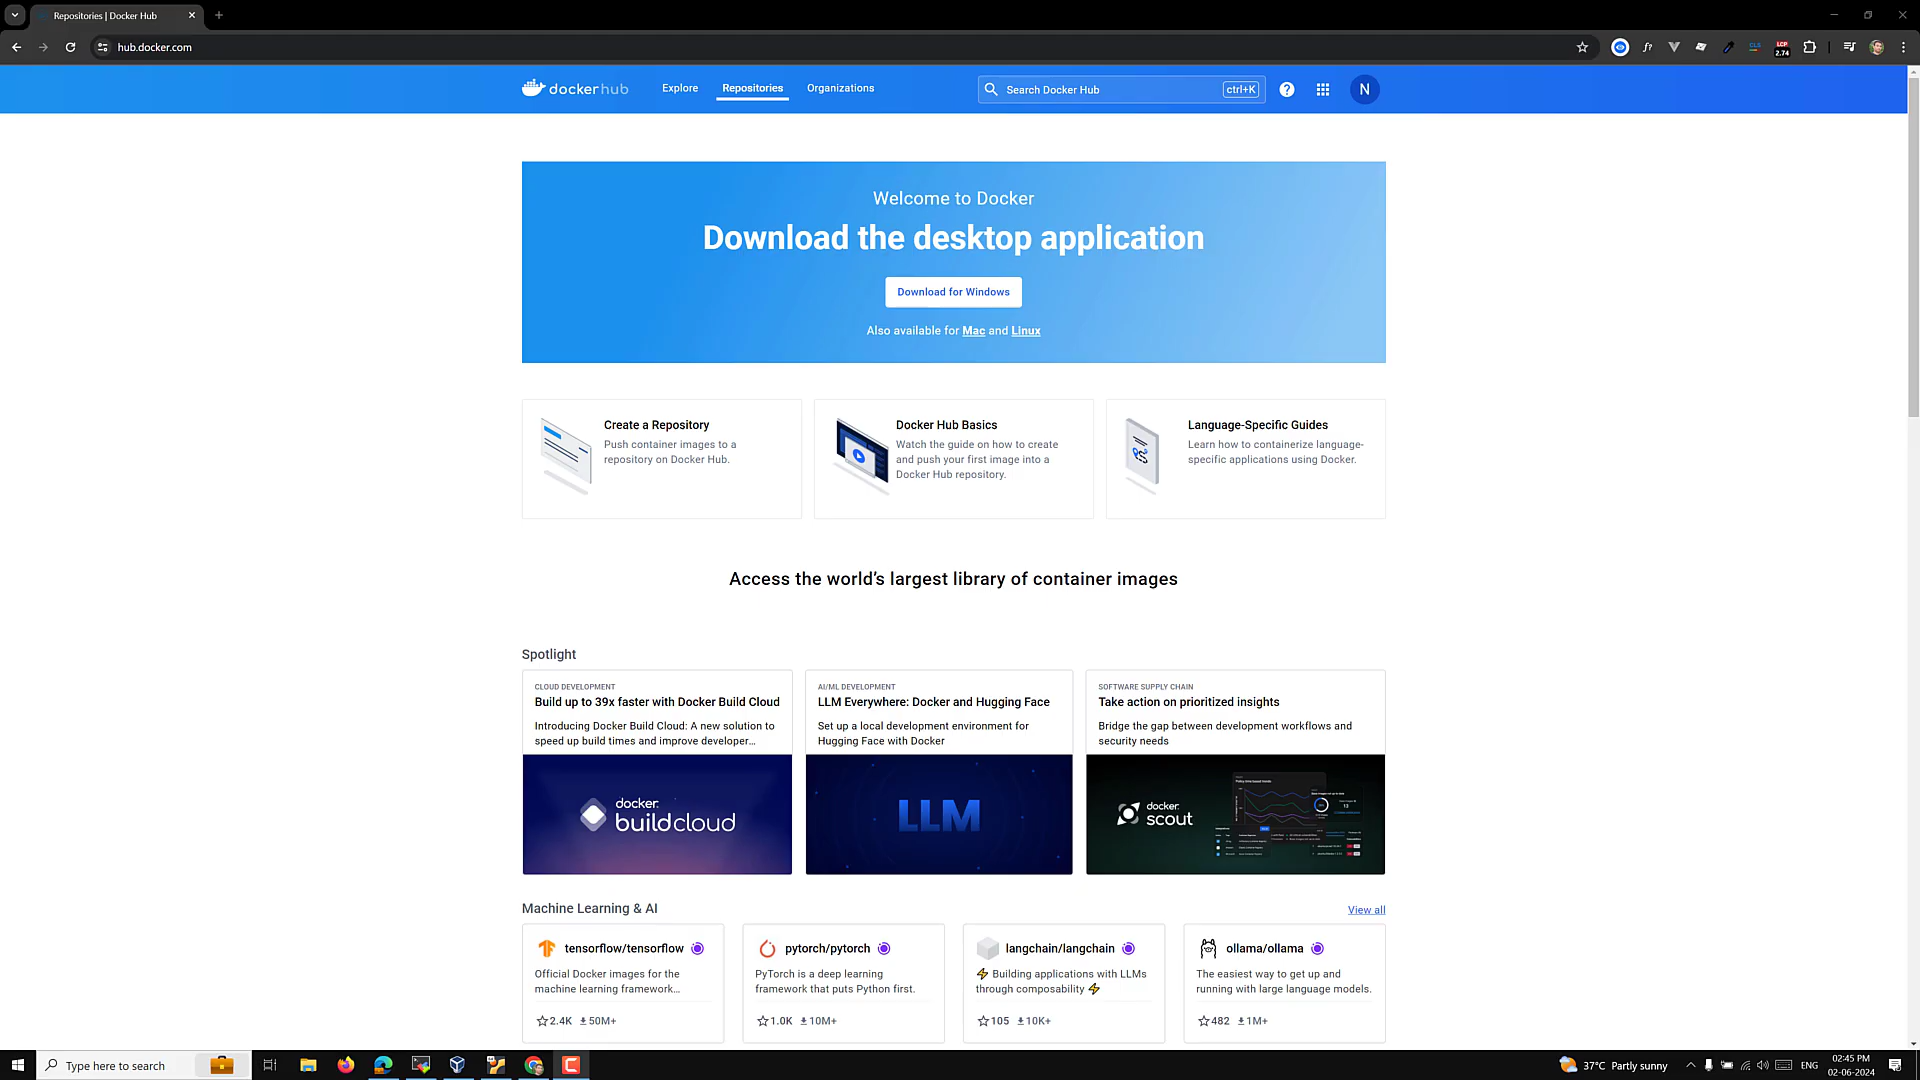 Repositories | Docker Hub
hub.docker.com
LCP
2.74
docker hub
Explore
Repositories
Organizations
Search Docker Hub
ctrl+K
N
Welcome to Docker
Download the desktop application
Download for Windows
Also available for Mac and Linux
Create a Repository
Push container images to a
repository on Docker Hub.
Docker Hub Basics
Watch the guide on how to create
and push your first image into a
Docker Hub repository.
Language-Specific Guides
Learn how to containerize language-
specific applications using Docker.
Access the world’s largest library of container images
Spotlight
CLOUD DEVELOPMENT
Build up to 39x faster with Docker Build Cloud
Introducing Docker Build Cloud: A new solution to
speed up build times and improve developer…
docker
build cloud
AI/ML DEVELOPMENT
LLM Everywhere: Docker and Hugging Face
Set up a local development environment for
Hugging Face with Docker
LLM
SOFTWARE SUPPLY CHAIN
Take action on prioritized insights
Bridge the gap between development workflows and
security needs
docker
scout
Machine Learning & AI
View all
tensorflow/tensorflow
Official Docker images for the
machine learning framework…
2.4K 50M+
pytorch/pytorch
PyTorch is a deep learning
framework that puts Python first.
1.0K 10M+
langchain/langchain
⚡ Building applications with LLMs
through composability ⚡
105 10K+
ollama/ollama
The easiest way to get up and
running with large language models.
482 1M+
Type here to search
37°C Partly sunny
ENG
02:45 PM
02-06-2024